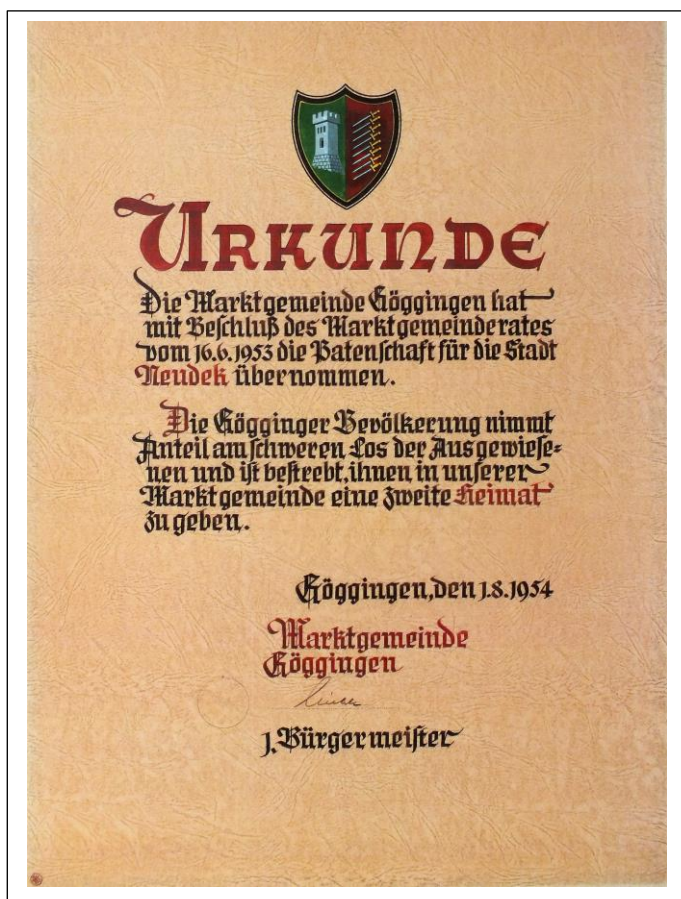 URKUNDE
Die Marktgemeinde Göggingen hat
mit Beschluß des Marktgemeinderates
vom 16.6.1953 die Patenschaft für die Stadt
Neudek übernommen.
Die Gögginger Bevölkerung nimmt
Anteil am schweren Los der Ausgewiese-
nen und ist bestrebt, ihnen in unserer
Marktgemeinde eine zweite Heimat
zu geben.
Göggingen, den 1.8.1954
Marktgemeinde
Göggingen
1. Bürgermeister